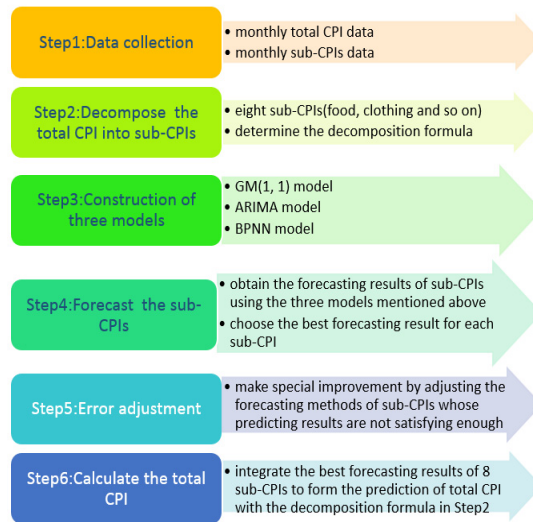 Step1:Data collection
• monthly total CPI data
• monthly sub-CPIs data
Step2:Decompose the
total CPI into sub-CPIs
• eight sub-CPIs(food, clothing and so on)
• determine the decomposition formula
Step3:Construction of
three models
• GM(1, 1) model
• ARIMA model
• BPNN model
Step4:Forecast the sub-
CPIs
• obtain the forecasting results of sub-CPIs
using the three models mentioned above
• choose the best forecasting result for each
sub-CPI
Step5:Error adjustment
• make special improvement by adjusting the
forecasting methods of sub-CPIs whose
predicting results are not satisfying enough
Step6:Calculate the total
CPI
• integrate the best forecasting results of 8
sub-CPIs to form the prediction of total CPI
with the decomposition formula in Step2